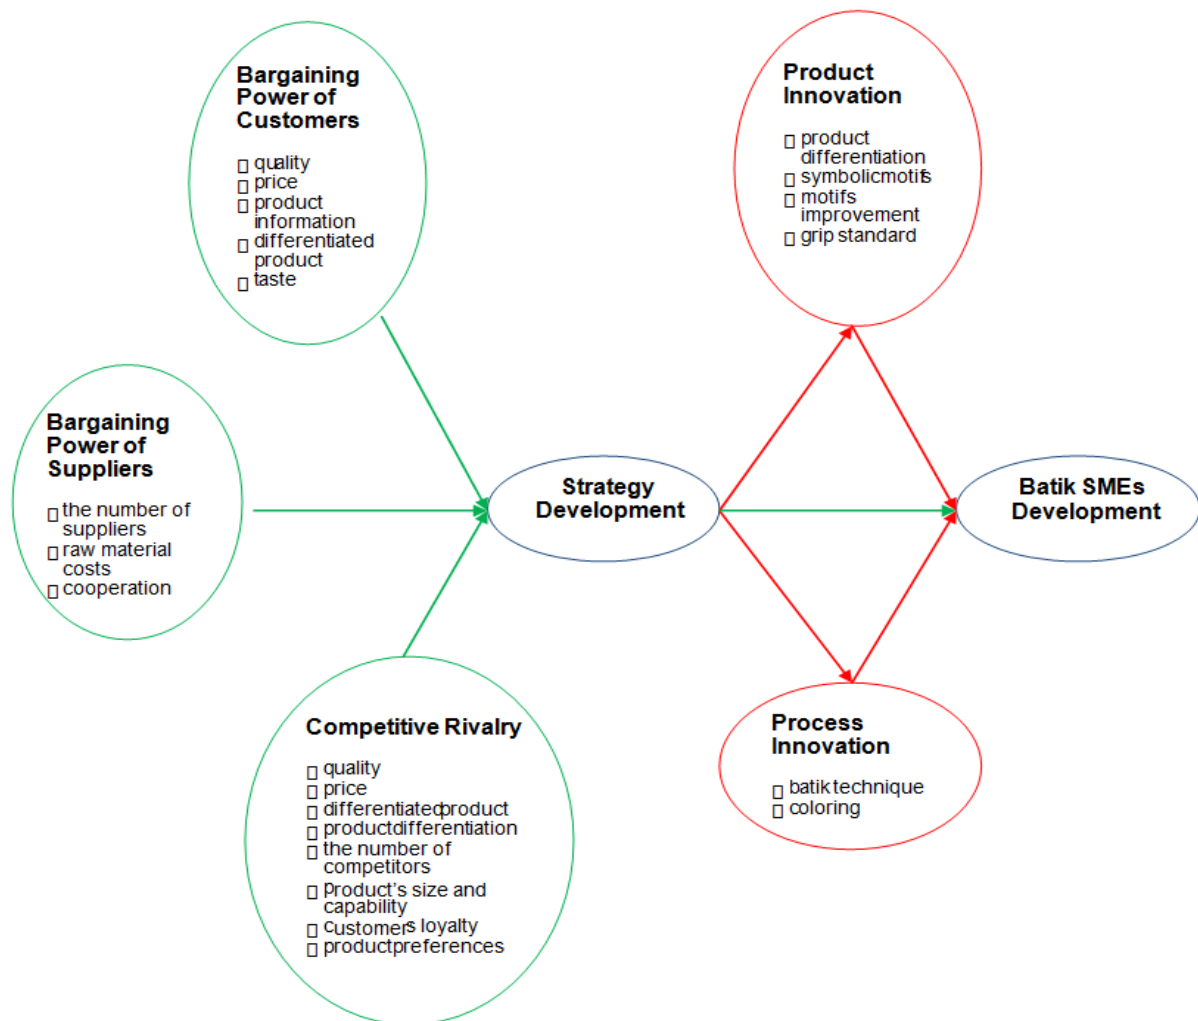 Bargaining
Power of
Customers
quality
price
product
information
differentiated
product
taste
Product
Innovation
product
differentiation
symbolicmotifs
motifs
improvement
grip standard
Bargaining
Power of
Suppliers
the number of
suppliers
raw material
costs
cooperation
Strategy
Development
Batik SMEs
Development
Competitive Rivalry
quality
price
differentiatedproduct
productdifferentiation
the number of
competitors
product's size and
capability
customers loyalty
productpreferences
Process
Innovation
batik technique
coloring